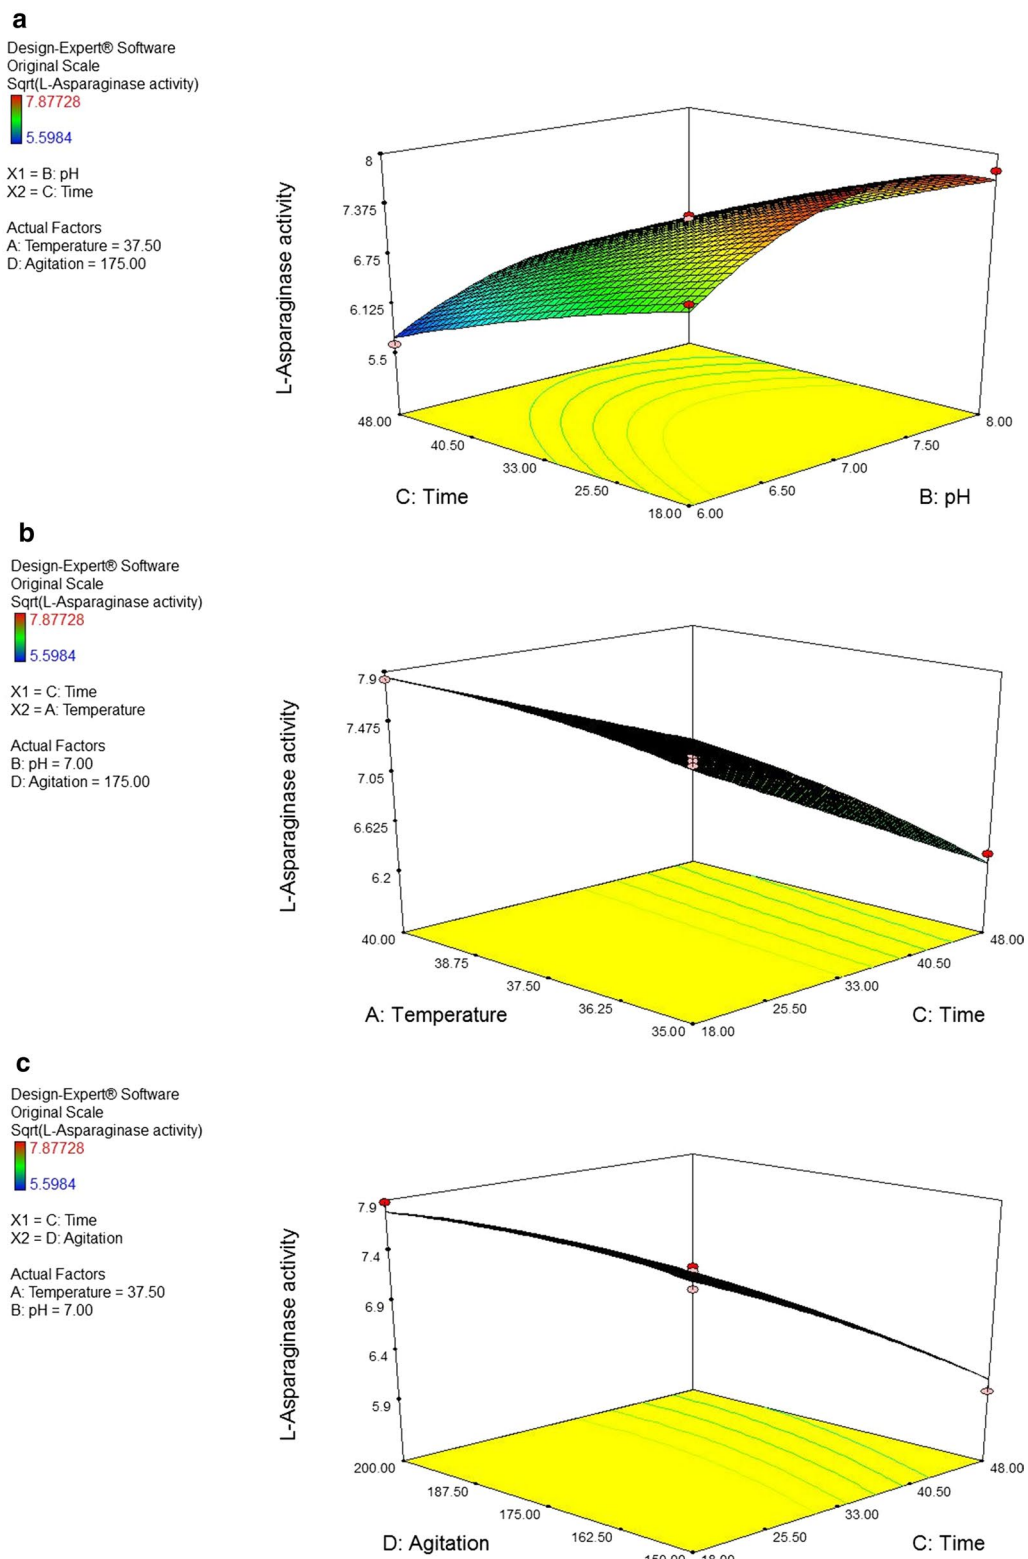 a
Design-Expert® Software
Original Scale
Sqrt(L-Asparaginase activity)
7.87728
5.5984
X1 = B: pH
X2 = C: Time
Actual Factors
A: Temperature = 37.50
D: Agitation = 175.00
L-Asparaginase activity
8
7.375
6.75
6.125
5.5
48.00
40.50
33.00
25.50
18.00
6.00
6.50
7.00
7.50
8.00
C: Time
B: pH
b
Design-Expert® Software
Original Scale
Sqrt(L-Asparaginase activity)
7.87728
5.5984
X1 = C: Time
X2 = A: Temperature
Actual Factors
B: pH = 7.00
D: Agitation = 175.00
L-Asparaginase activity
7.9
7.475
7.05
6.625
6.2
40.00
38.75
37.50
36.25
35.00
18.00
25.50
33.00
40.50
48.00
A: Temperature
C: Time
c
Design-Expert® Software
Original Scale
Sqrt(L-Asparaginase activity)
7.87728
5.5984
X1 = C: Time
X2 = D: Agitation
Actual Factors
A: Temperature = 37.50
B: pH = 7.00
L-Asparaginase activity
7.9
7.4
6.9
6.4
5.9
200.00
187.50
175.00
162.50
150.00
18.00
25.50
33.00
40.50
48.00
D: Agitation
C: Time